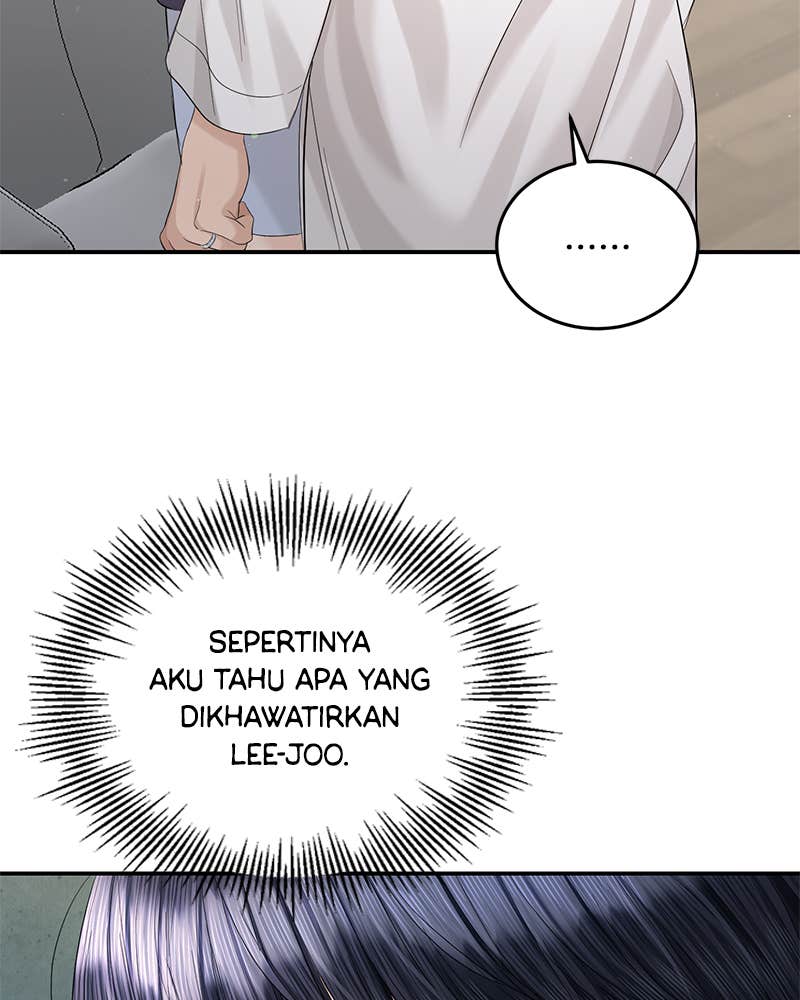 ......
SEPERTINYA
AKU TAHU APA YANG
DIKHAWATIRKAN
LEE-JOO.